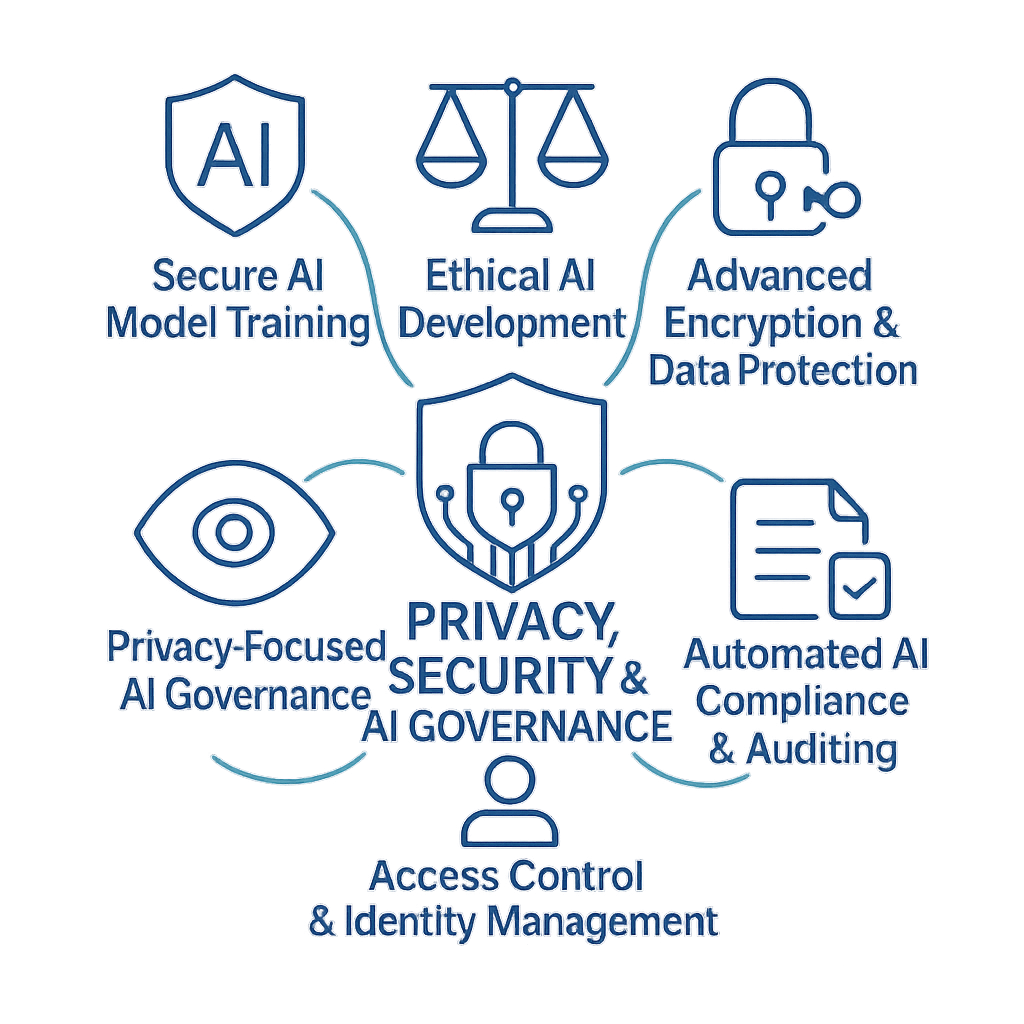 AI
Secure AI
Model Training
Ethical AI
Development
Advanced
Encryption &
Data Protection
Privacy-Focused
AI Governance
PRIVACY,
SECURITY &
AI GOVERNANCE
Automated AI
Compliance
& Auditing
Access Control
& Identity Management